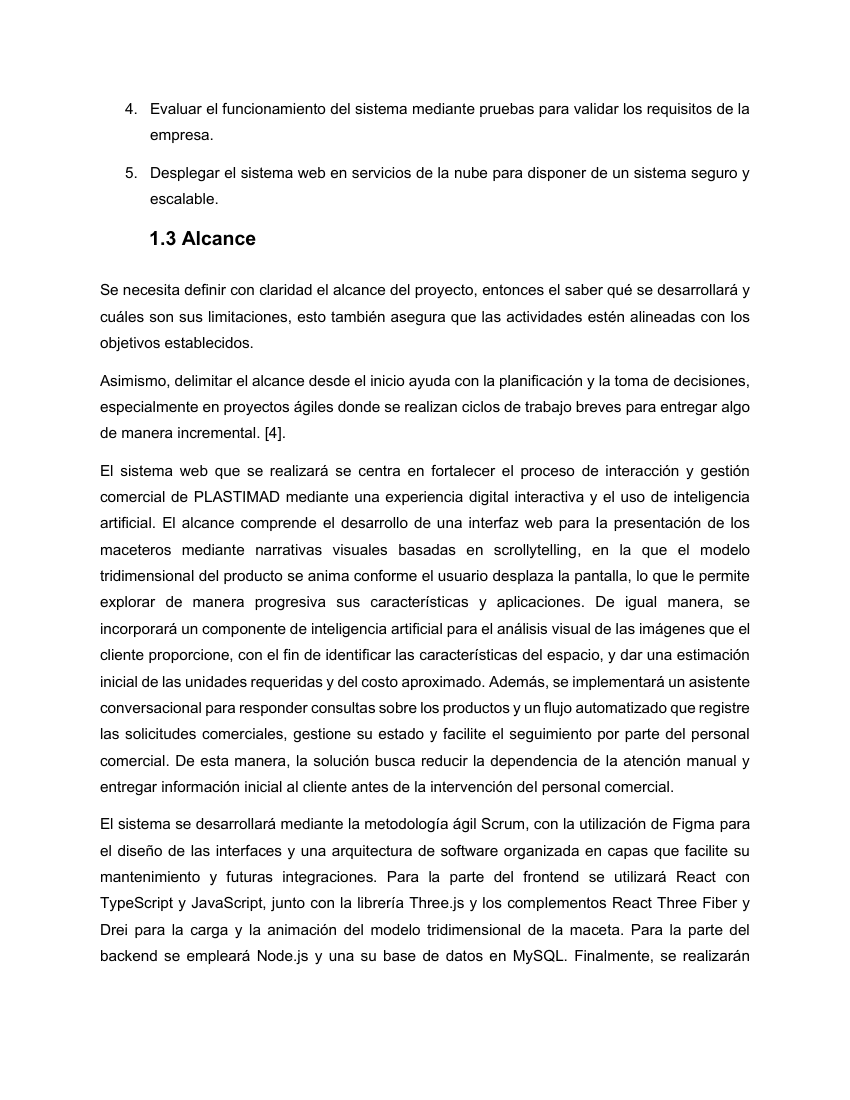 4. Evaluar el funcionamiento del sistema mediante pruebas para validar los requisitos de la
empresa.
5. Desplegar el sistema web en servicios de la nube para disponer de un sistema seguro y
escalable.
1.3 Alcance
Se necesita definir con claridad el alcance del proyecto, entonces el saber qué se desarrollará y
cuáles son sus limitaciones, esto también asegura que las actividades estén alineadas con los
objetivos establecidos.
Asimismo, delimitar el alcance desde el inicio ayuda con la planificación y la toma de decisiones,
especialmente en proyectos ágiles donde se realizan ciclos de trabajo breves para entregar algo
de manera incremental. [4].
El sistema web que se realizará se centra en fortalecer el proceso de interacción y gestión
comercial de PLASTIMAD mediante una experiencia digital interactiva y el uso de inteligencia
artificial. El alcance comprende el desarrollo de una interfaz web para la presentación de los
maceteros mediante narrativas visuales basadas en scrollytelling, en la que el modelo
tridimensional del producto se anima conforme el usuario desplaza la pantalla, lo que le permite
explorar de manera progresiva sus características y aplicaciones. De igual manera, se
incorporará un componente de inteligencia artificial para el análisis visual de las imágenes que el
cliente proporcione, con el fin de identificar las características del espacio, y dar una estimación
inicial de las unidades requeridas y del costo aproximado. Además, se implementará un asistente
conversacional para responder consultas sobre los productos y un flujo automatizado que registre
las solicitudes comerciales, gestione su estado y facilite el seguimiento por parte del personal
comercial. De esta manera, la solución busca reducir la dependencia de la atención manual y
entregar información inicial al cliente antes de la intervención del personal comercial.
El sistema se desarrollará mediante la metodología ágil Scrum, con la utilización de Figma para
el diseño de las interfaces y una arquitectura de software organizada en capas que facilite su
mantenimiento y futuras integraciones. Para la parte del frontend se utilizará React con
TypeScript y JavaScript, junto con la librería Three.js y los complementos React Three Fiber y
Drei para la carga y la animación del modelo tridimensional de la maceta. Para la parte del
backend se empleará Node.js y una su base de datos en MySQL. Finalmente, se realizarán